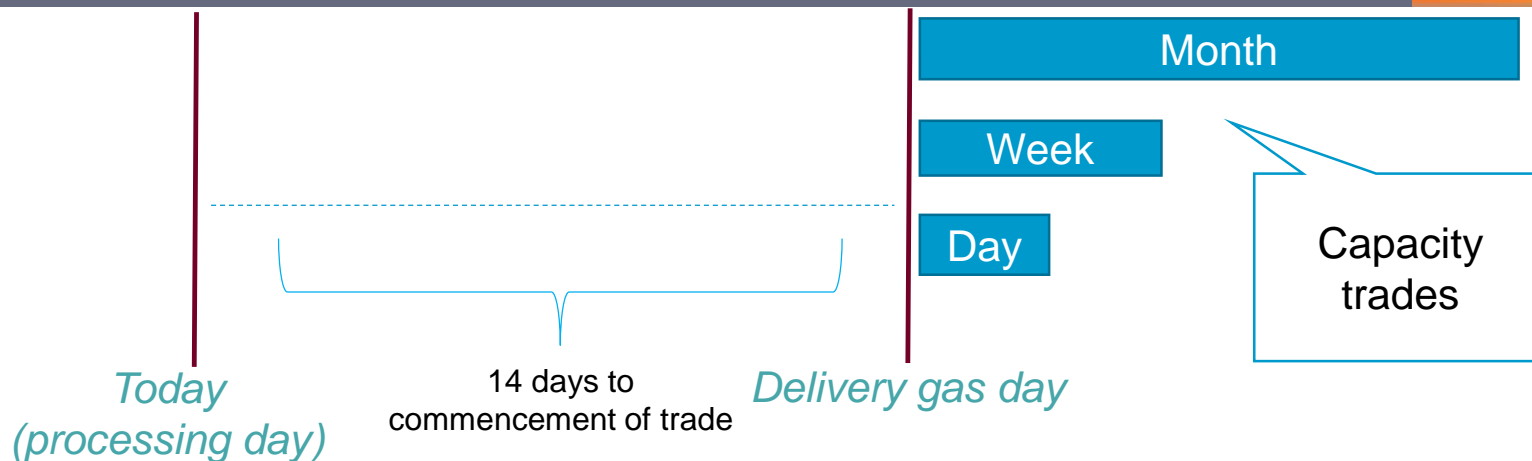 Month
Week
Day
Capacity
trades
Today
(processing day)
14 days to
commencement of trade
Delivery gas day